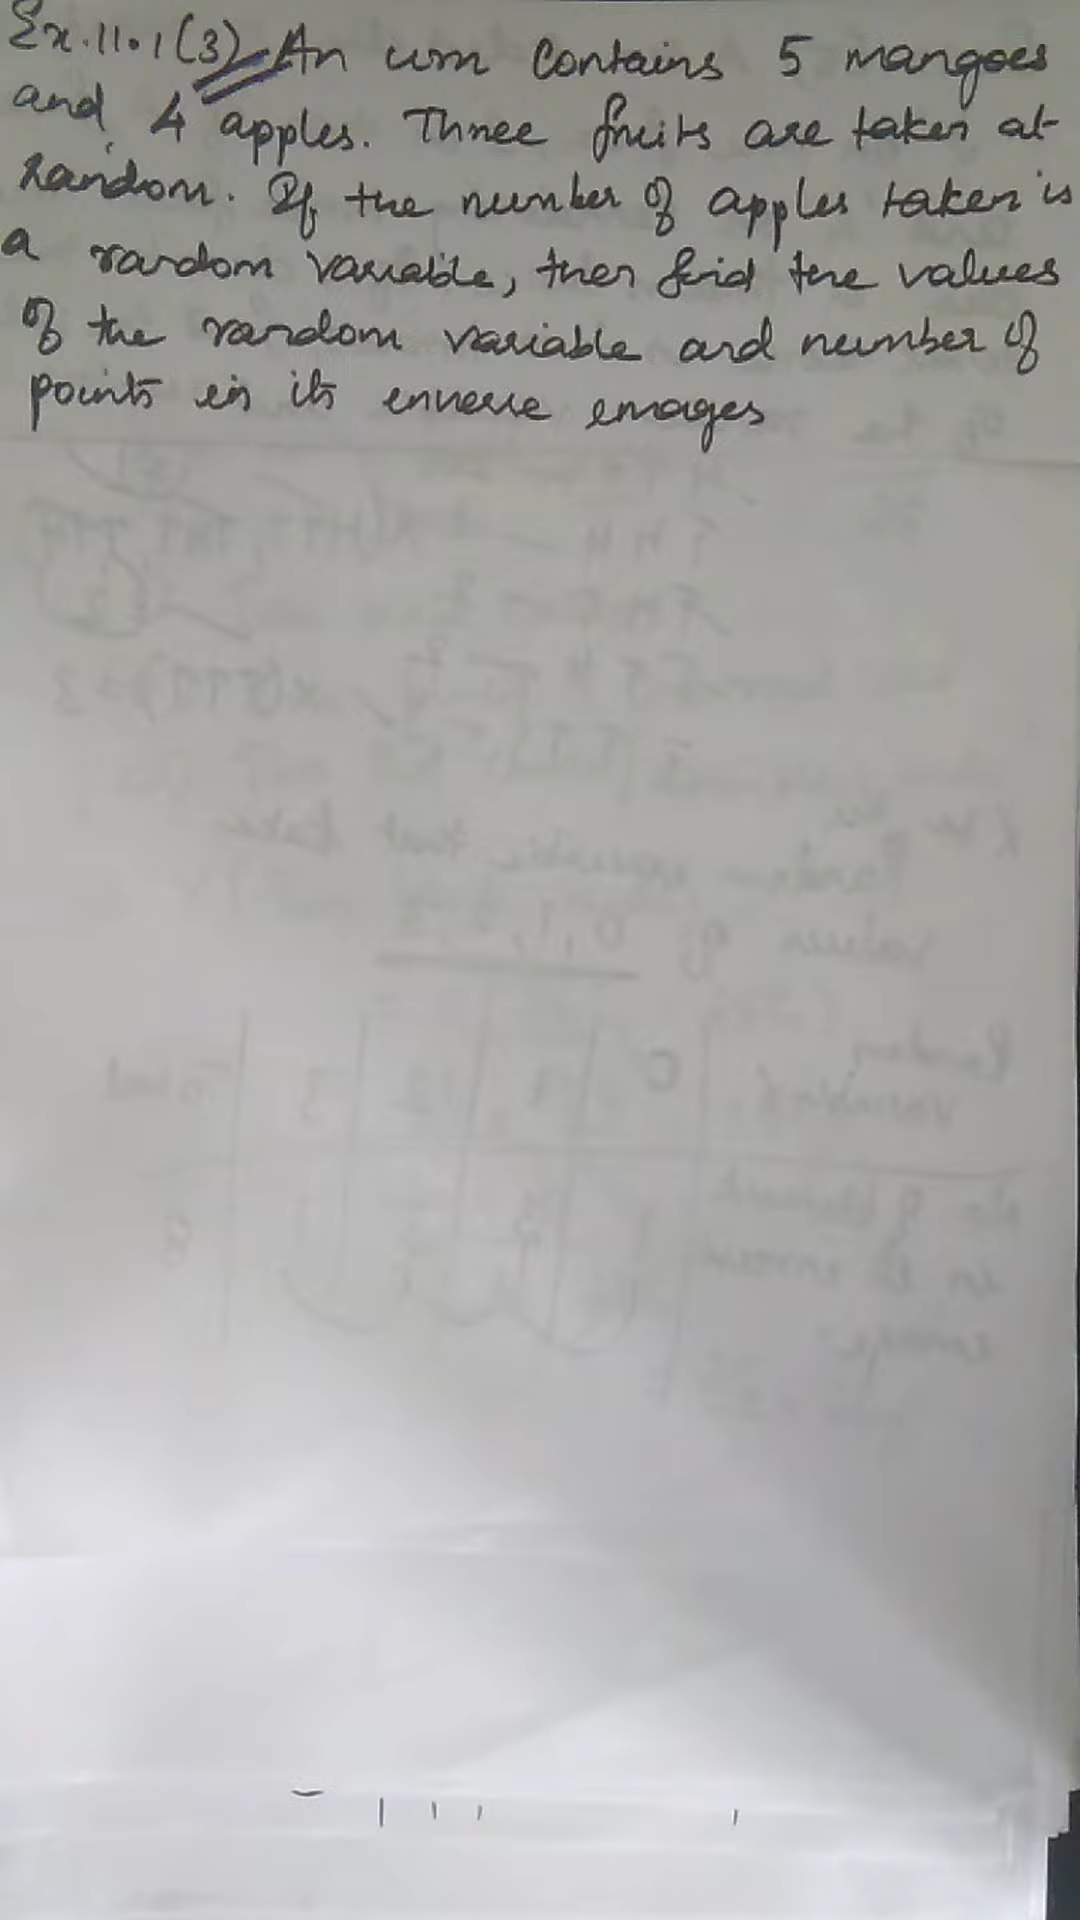 Ex.11.1(3) An urn contains 5 mangoes
and 4 apples. Three fruits are taken at
Random. If the number of apples taken is
a random variable, then find the values
of the random variable and number of
points in its inverse images